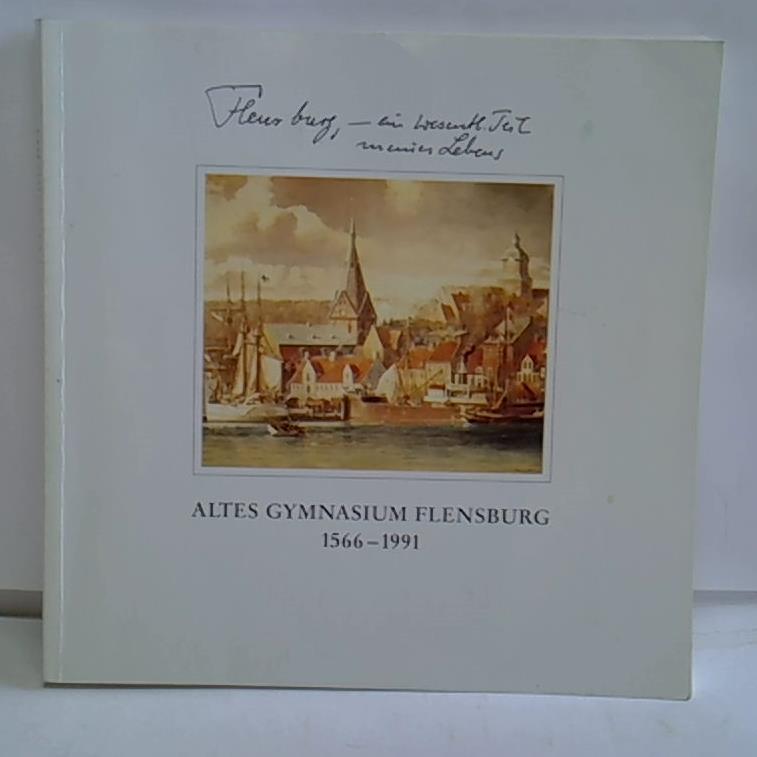 Flensburg, – ein wesentl. Teil
meines Lebens
ALTES GYMNASIUM FLENSBURG
1566–1991